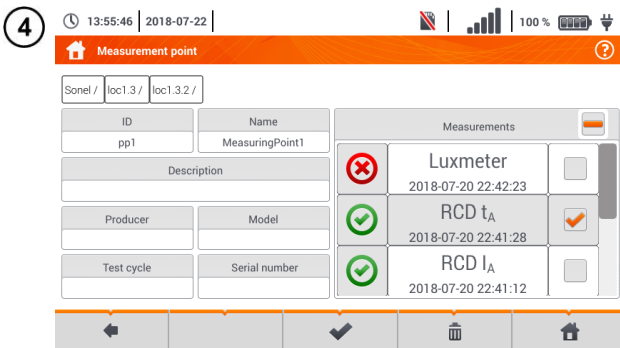 4
13:55:46 2018-07-22 100 %
Measurement point ?
Sonel / loc1.3 / loc1.3.2 /
ID Name
pp1 MeasuringPoint1
Description
Producer Model
Test cycle Serial number
Measurements
Luxmeter
2018-07-20 22:42:23
RCD tA
2018-07-20 22:41:28
RCD IA
2018-07-20 22:41:12